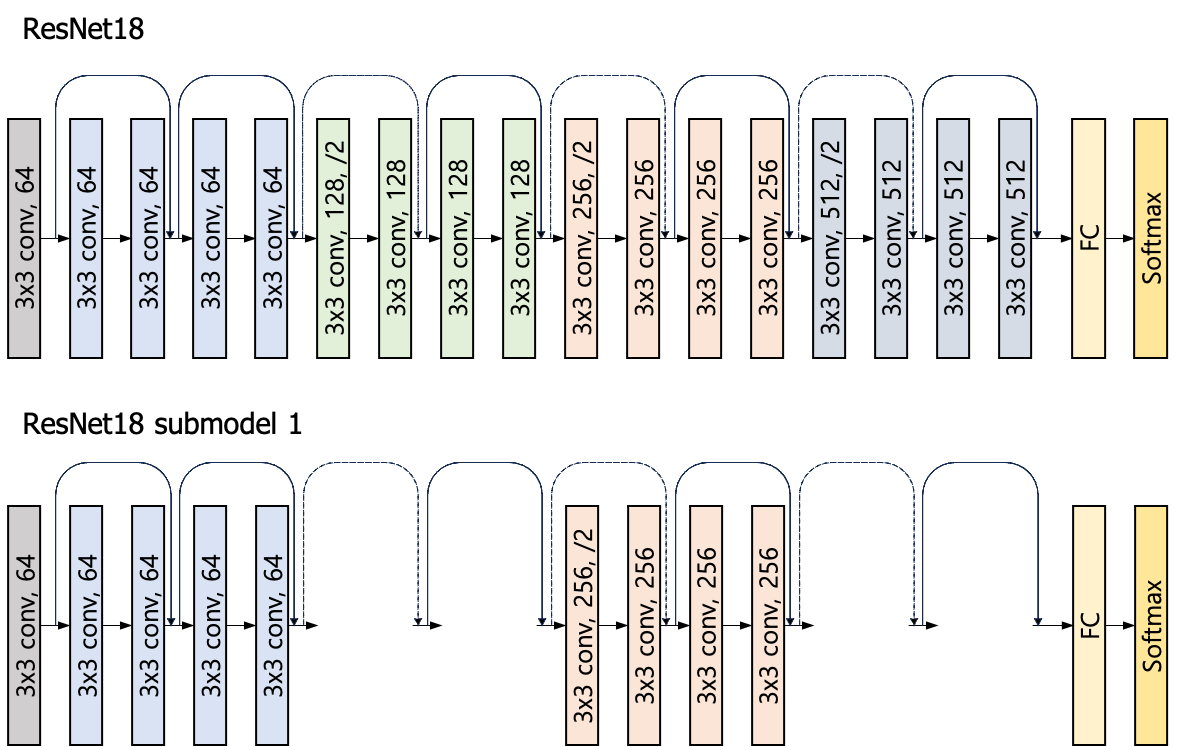 ResNet18
3x3 conv, 64
3x3 conv, 64
3x3 conv, 64
3x3 conv, 64
3x3 conv, 64
3x3 conv, 128, /2
3x3 conv, 128
3x3 conv, 128
3x3 conv, 128
3x3 conv, 256, /2
3x3 conv, 256
3x3 conv, 256
3x3 conv, 256
3x3 conv, 512, /2
3x3 conv, 512
3x3 conv, 512
3x3 conv, 512
FC
Softmax
ResNet18 submodel 1
3x3 conv, 64
3x3 conv, 64
3x3 conv, 64
3x3 conv, 64
3x3 conv, 64
3x3 conv, 256, /2
3x3 conv, 256
3x3 conv, 256
3x3 conv, 256
FC
Softmax